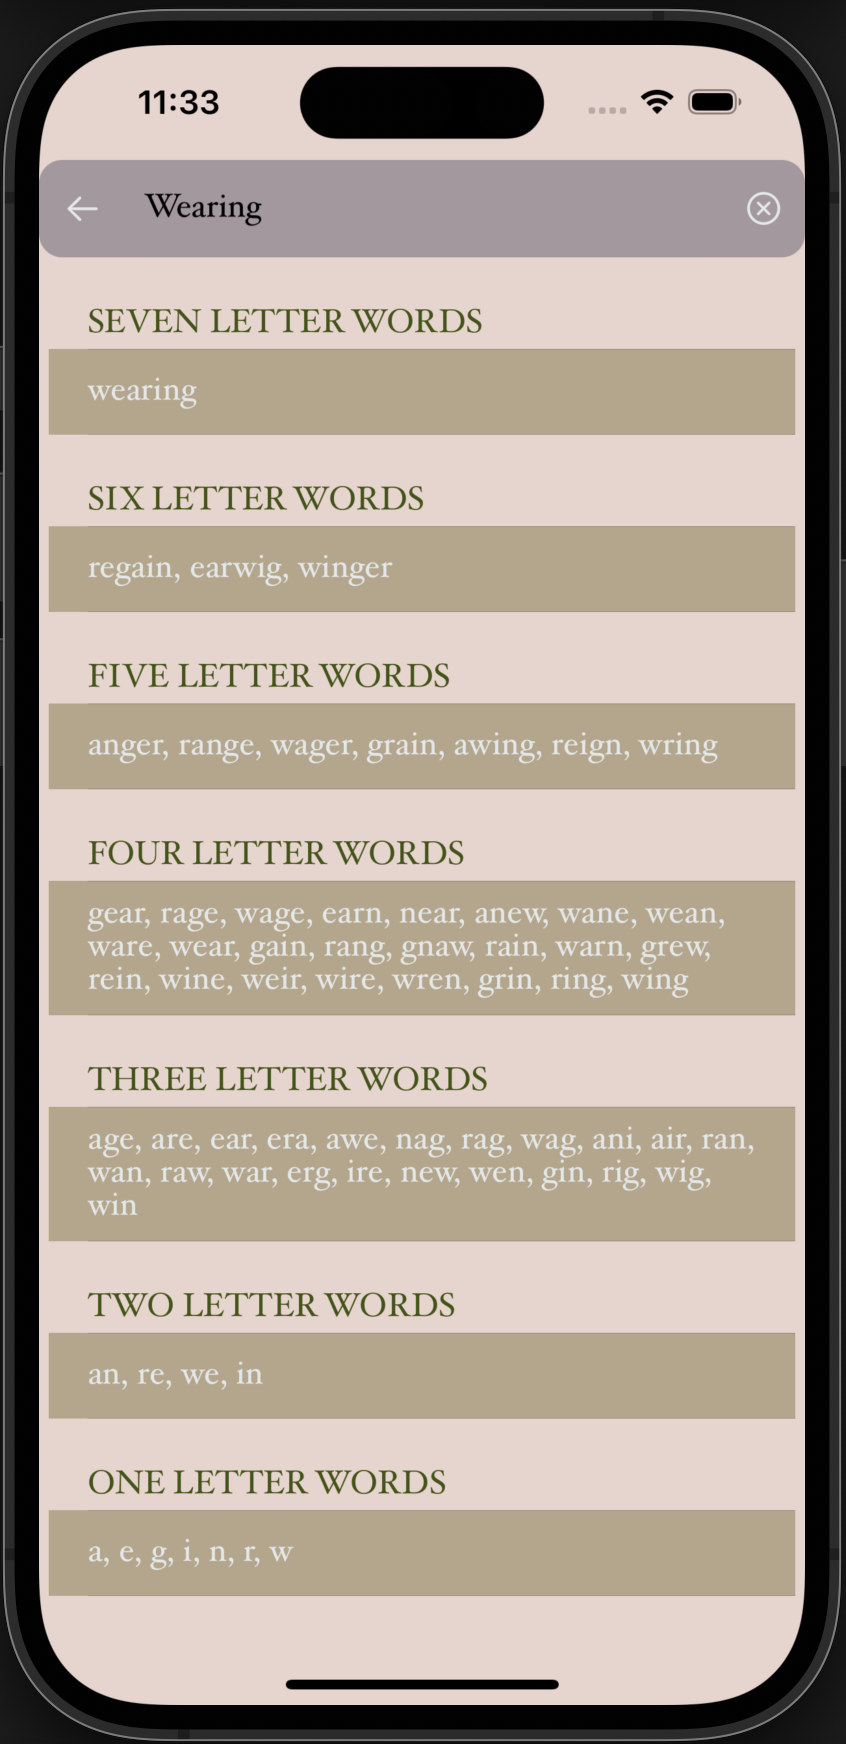 11:33
Wearing
SEVEN LETTER WORDS
wearing
SIX LETTER WORDS
regain, earwig, winger
FIVE LETTER WORDS
anger, range, wager, grain, awing, reign, wring
FOUR LETTER WORDS
gear, rage, wage, earn, near, anew, wane, wean,
ware, wear, gain, rang, gnaw, rain, warn, grew,
rein, wine, weir, wire, wren, grin, ring, wing
THREE LETTER WORDS
age, are, ear, era, awe, nag, rag, wag, ani, air, ran,
wan, raw, war, erg, ire, new, wen, gin, rig, wig,
win
TWO LETTER WORDS
an, re, we, in
ONE LETTER WORDS
a, e, g, i, n, r, w